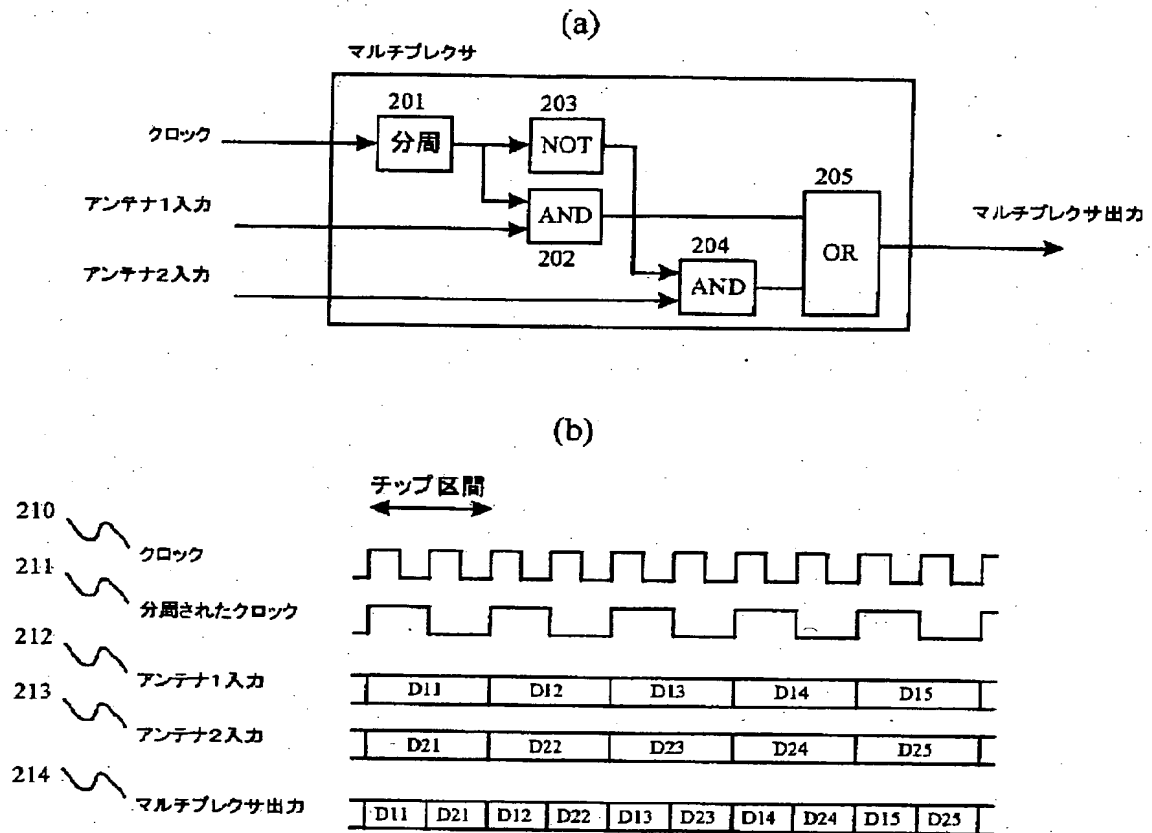 (a)
マルチプレクサ
201
203
クロック
分周
NOT
205
アンテナ1入力
AND
マルチプレクサ出力
202
204
OR
アンテナ2入力
AND
(b)
チップ区間
210
クロック
211
分周されたクロック
212
アンテナ1入力
D11 D12 D13 D14 D15
213
アンテナ2入力
D21 D22 D23 D24 D25
214
マルチプレクサ出力
D11 D21 D12 D22 D13 D23 D14 D24 D15 D25